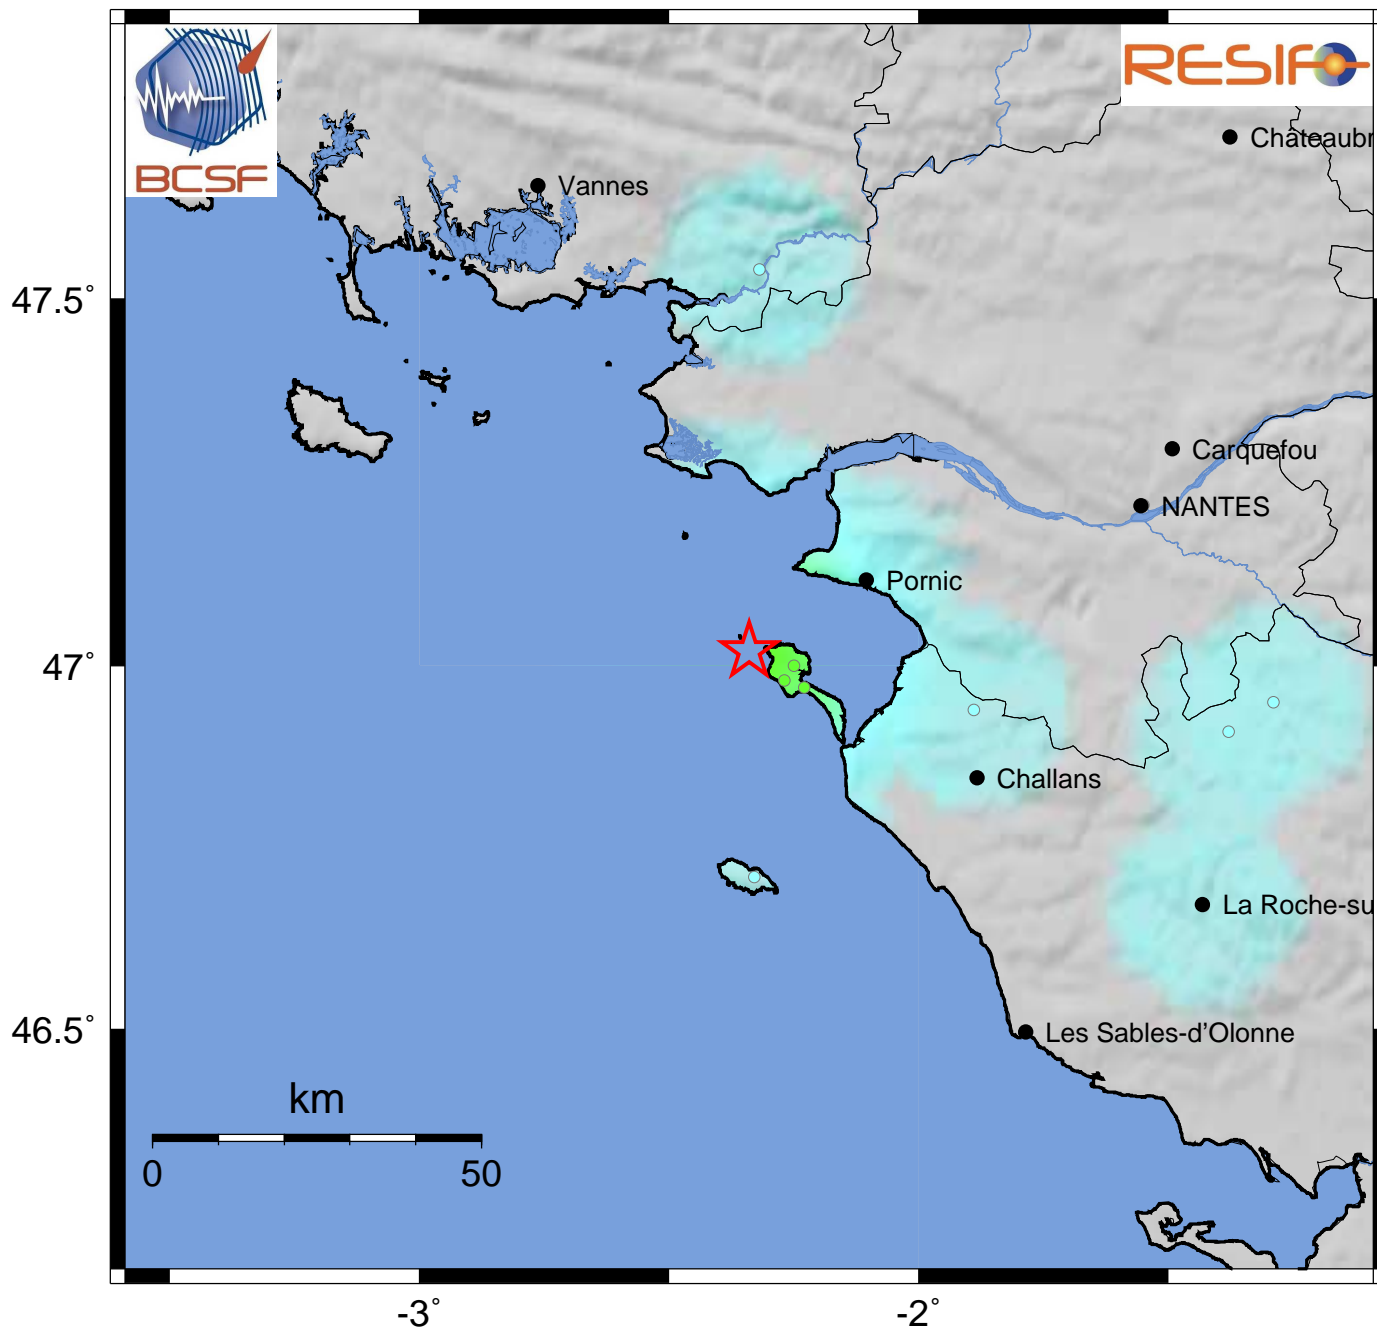 BCSF
RESIF
Châteaubr
Vannes
47.5°
Carquefou
NANTES
Pornic
47°
Challans
La Roche-su
46.5°
Les Sables-d'Olonne
km
0 50
-3° -2°